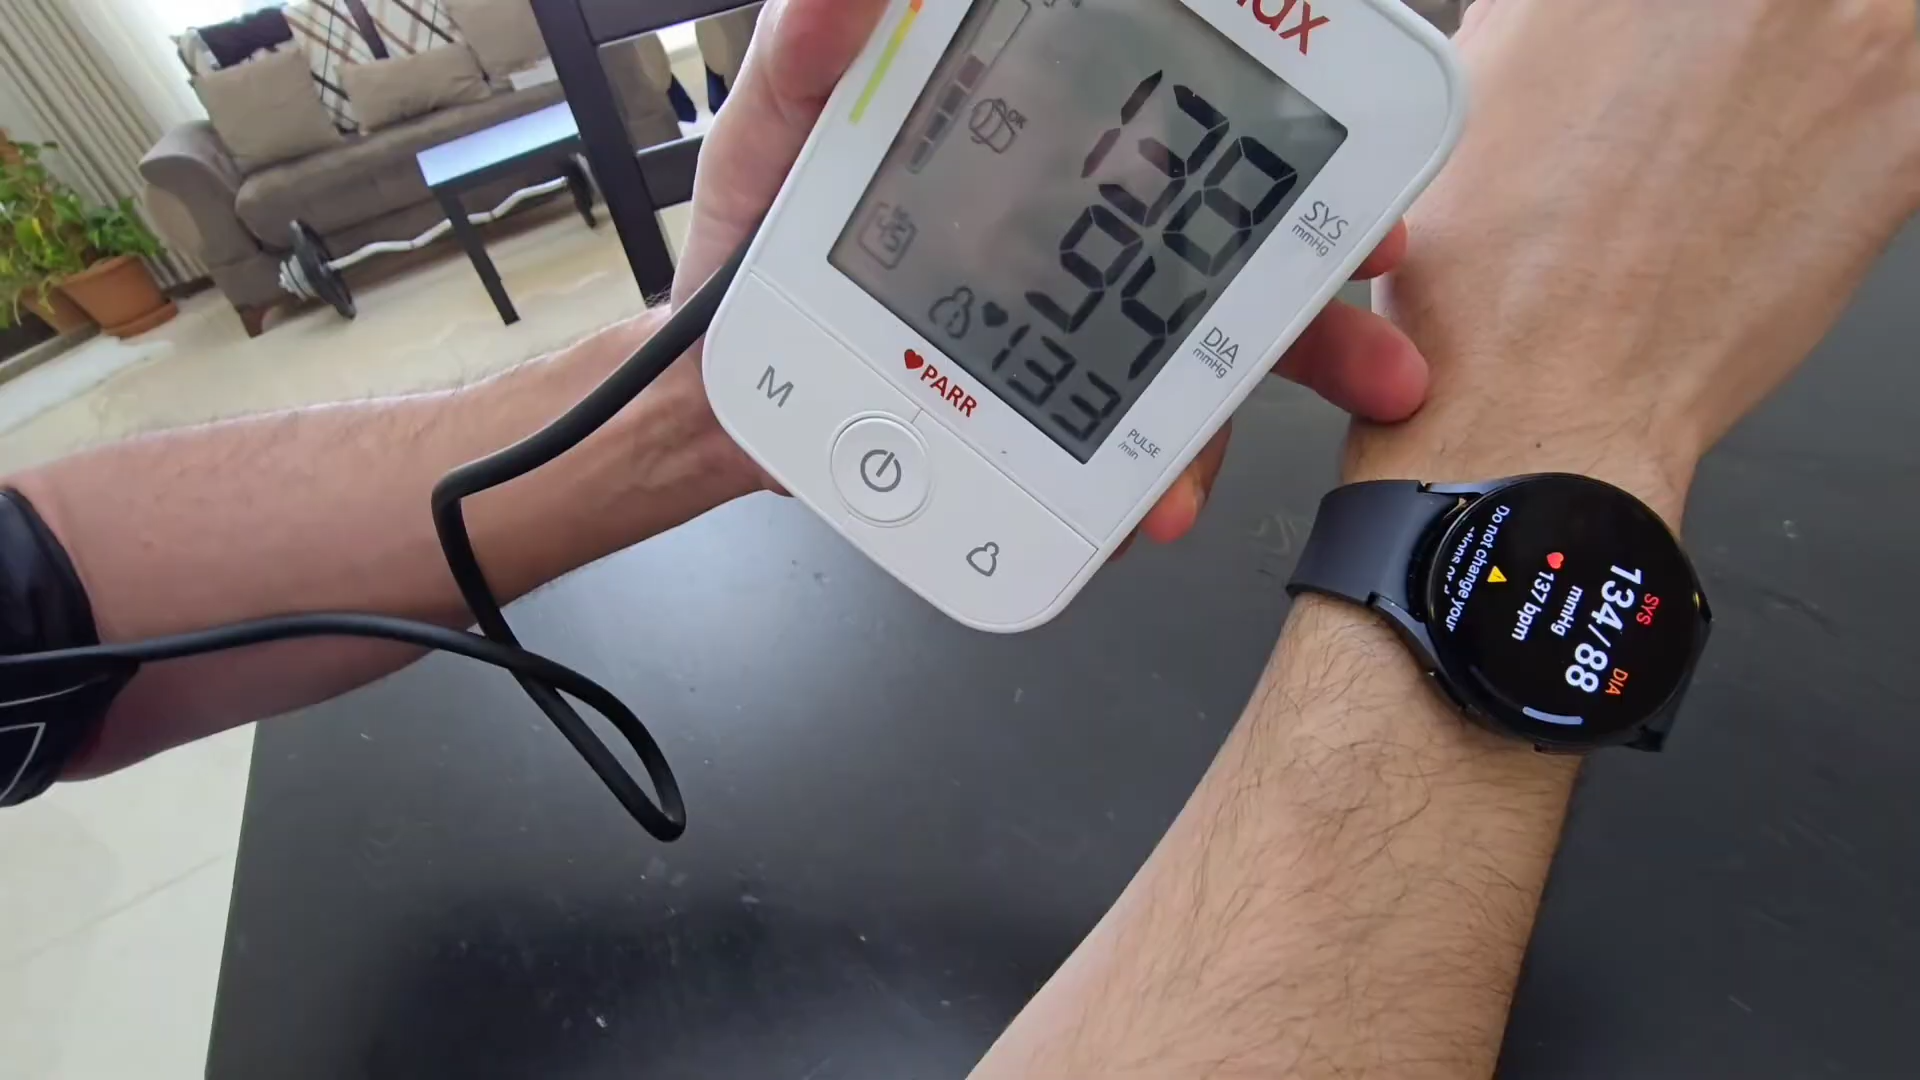 138
SYS
mmHg
94
DIA
mmHg
133
PULSE
/min
OK
PARR
M
SYS
DIA
134/88
mmHg
137 bpm
Do not change your